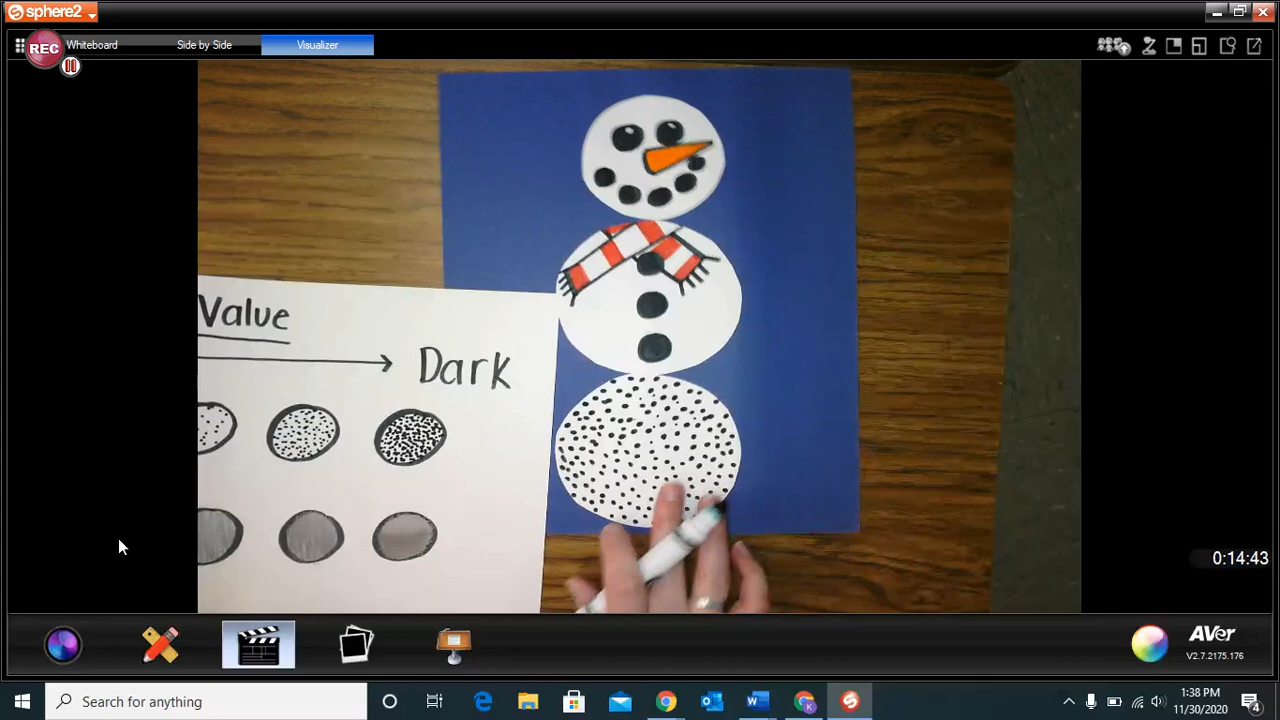 sphere2
REC
Whiteboard
Side by Side
Visualizer
Value
Dark
0:14:43
AVer
V2.7.2175.176
Search for anything
1:38 PM
11/30/2020
4